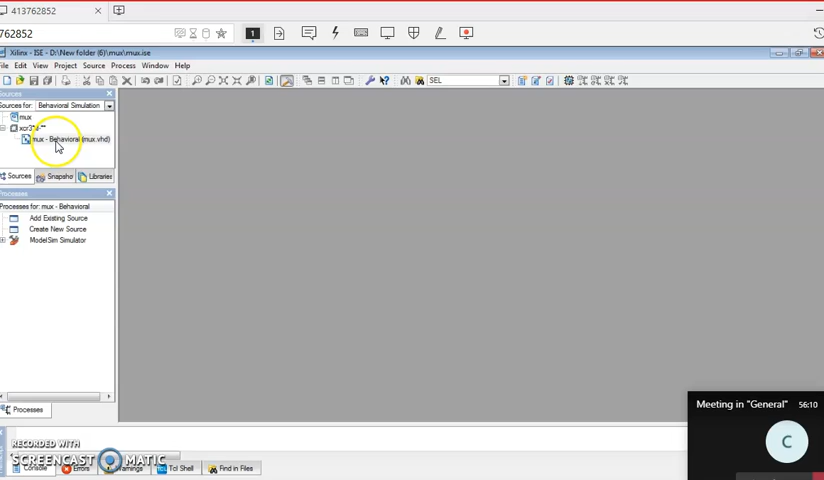 413762852
762852
1
Xilinx - ISE - D:\New folder (6)\mux\mux.ise
File Edit View Project Source Process Window Help
SEL
Sources
Sources for: Behavioral Simulation
mux
mux - Behavioral (mux.vhd)
Sources Snapsho Libraries
Processes
Processes for: mux - Behavioral
Add Existing Source
Create New Source
ModelSim Simulator
Processes
Meeting in "General" 56:10
C
RECORDED WITH
SCREENCAST MATIC
Console Errors Warnings Tcl Shell Find in Files